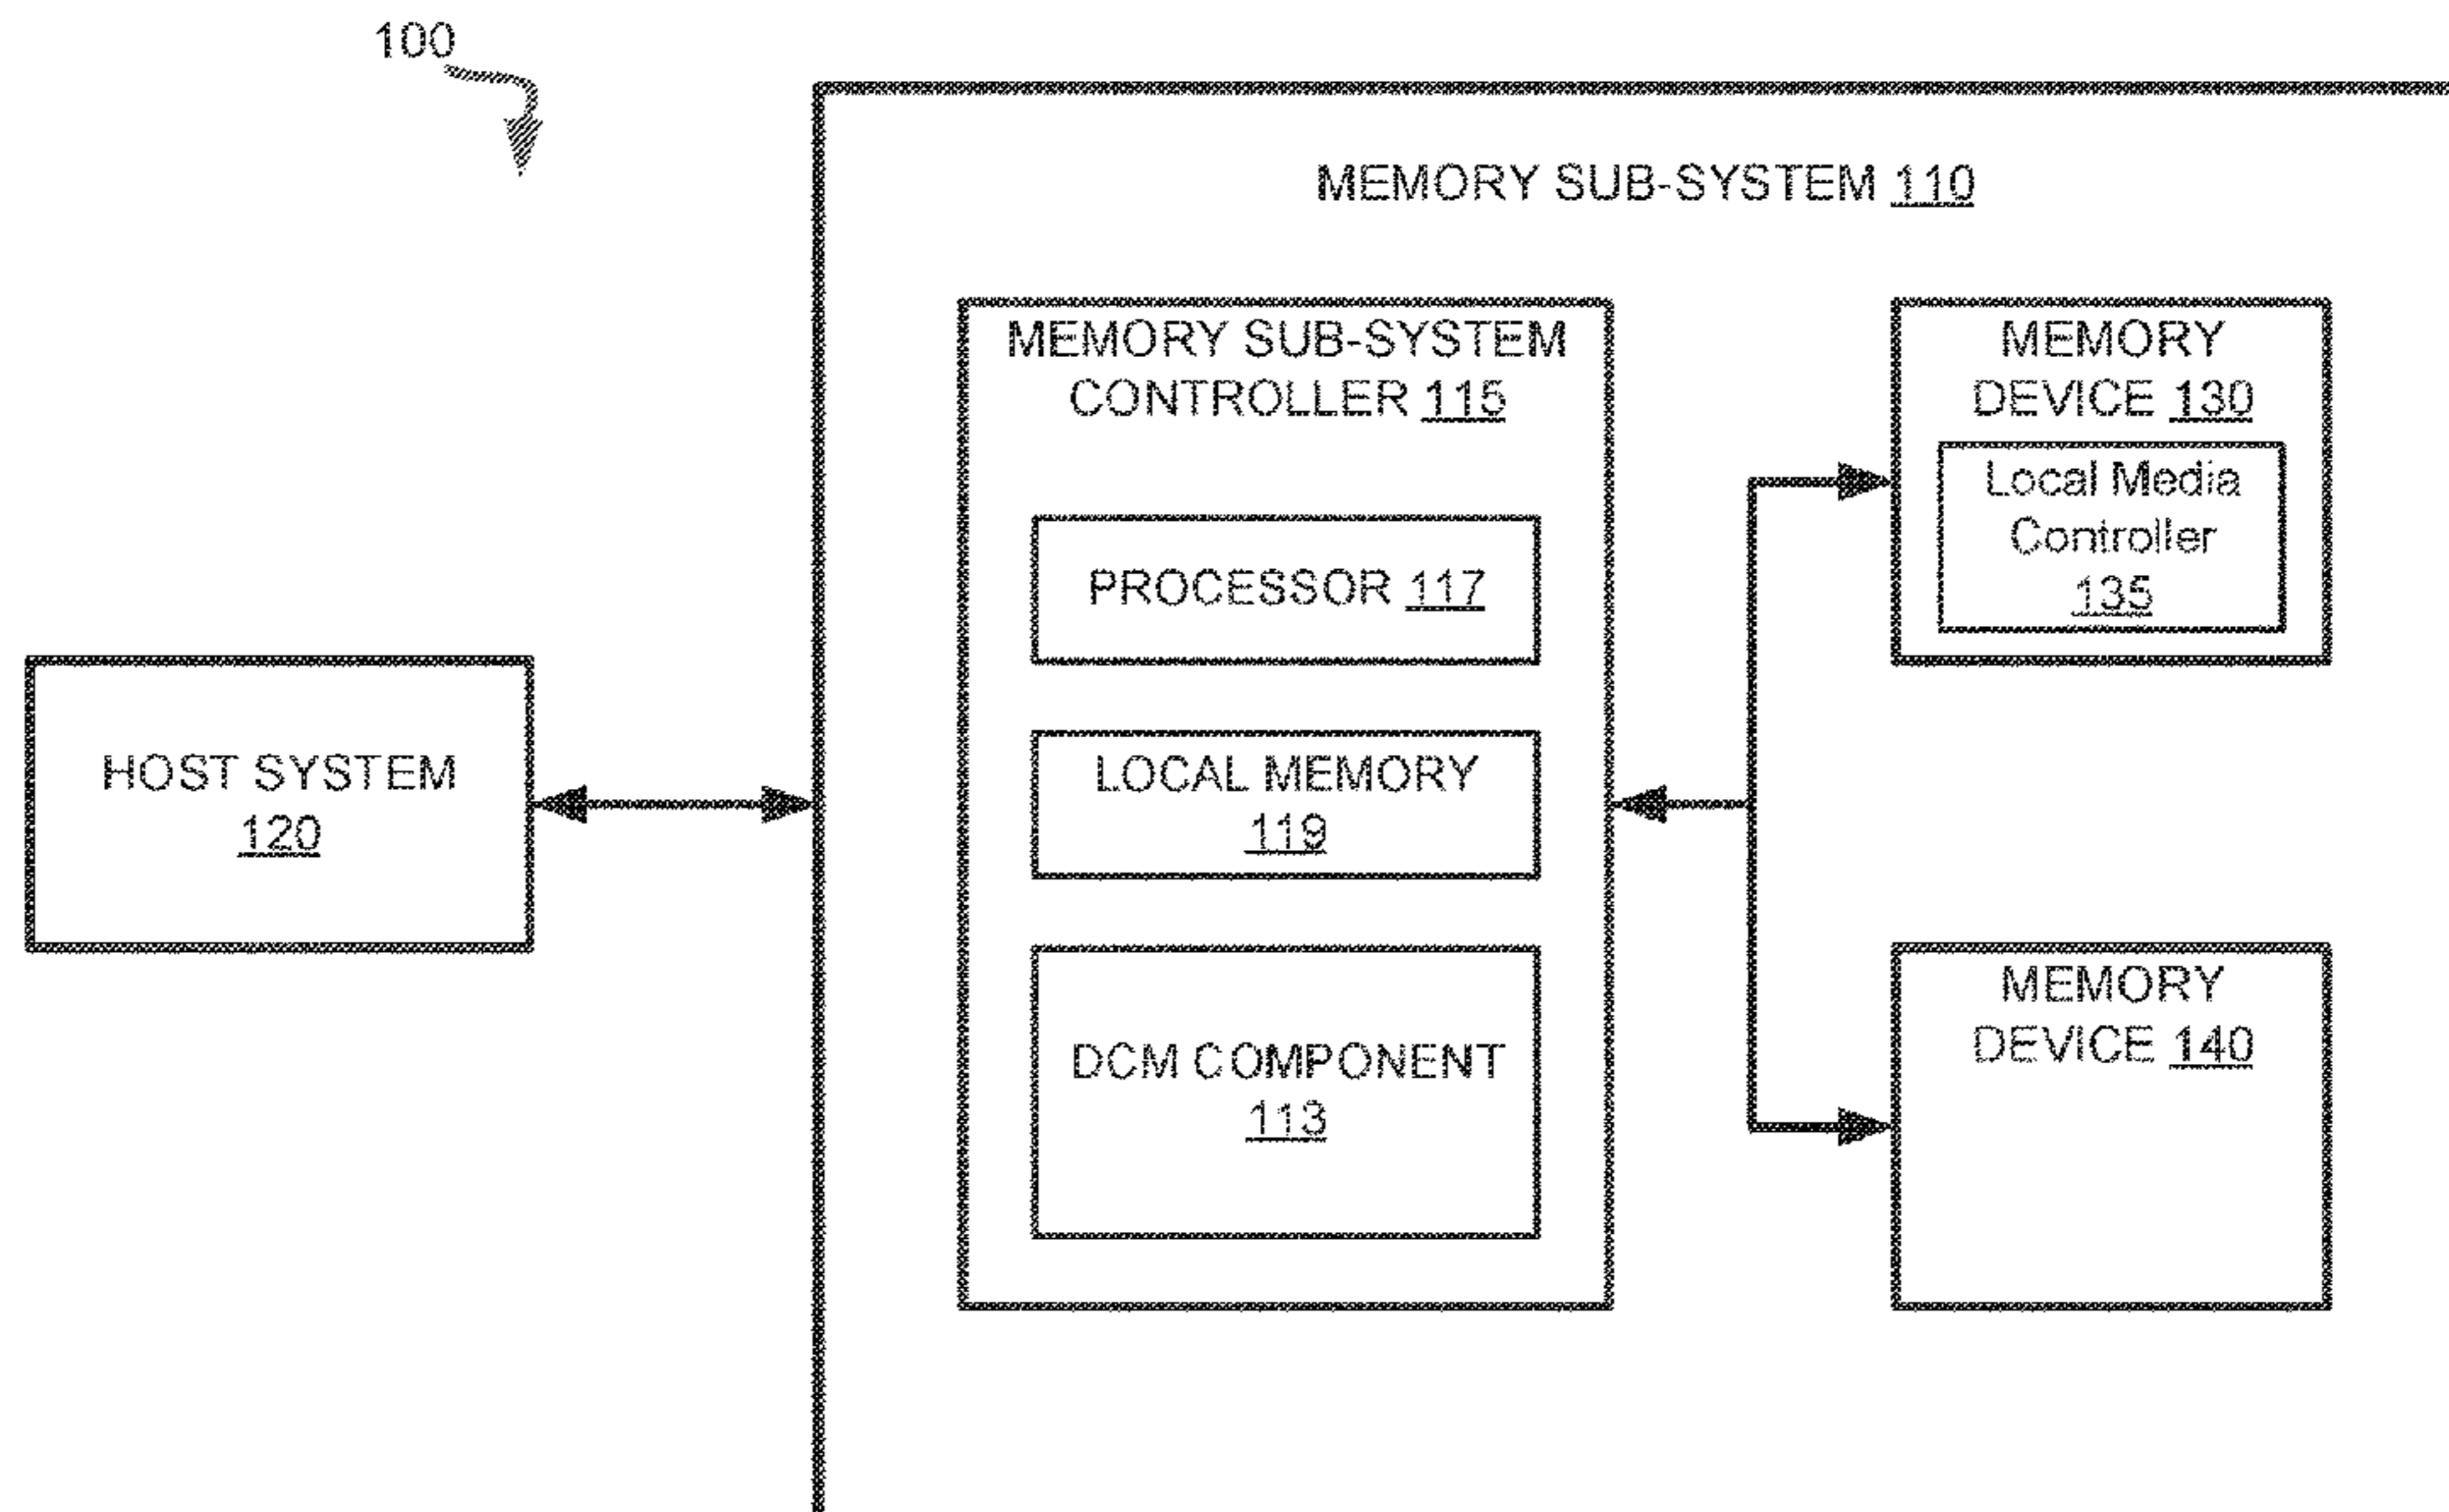 100
MEMORY SUB-SYSTEM 110
MEMORY SUB-SYSTEM
CONTROLLER 115
PROCESSOR 117
LOCAL MEMORY
119
DCM COMPONENT
113
HOST SYSTEM
120
MEMORY
DEVICE 130
Local Media
Controller
135
MEMORY
DEVICE 140